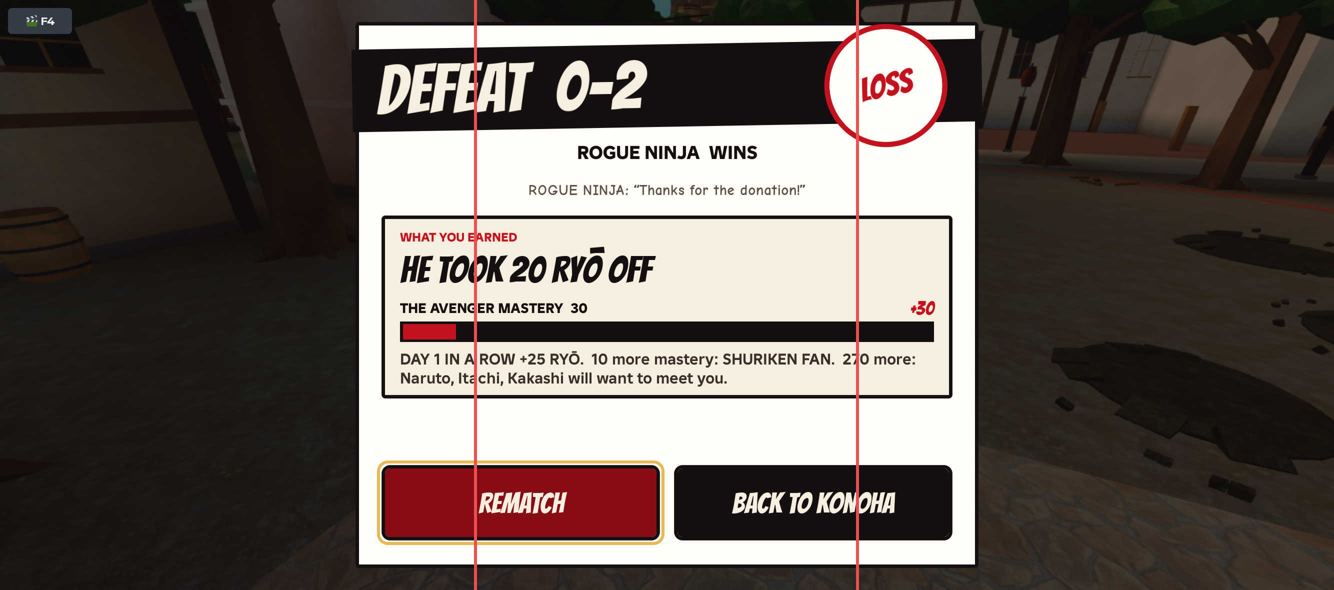 F4
DEFEAT 0-2
LOSS
ROGUE NINJA WINS
ROGUE NINJA: “Thanks for the donation!”
WHAT YOU EARNED
HE TOOK 20 RYŌ OFF
THE AVENGER MASTERY 30
+30
DAY 1 IN A ROW +25 RYŌ. 10 more mastery: SHURIKEN FAN. 270 more:
Naruto, Itachi, Kakashi will want to meet you.
REMATCH
BACK TO KONOHA